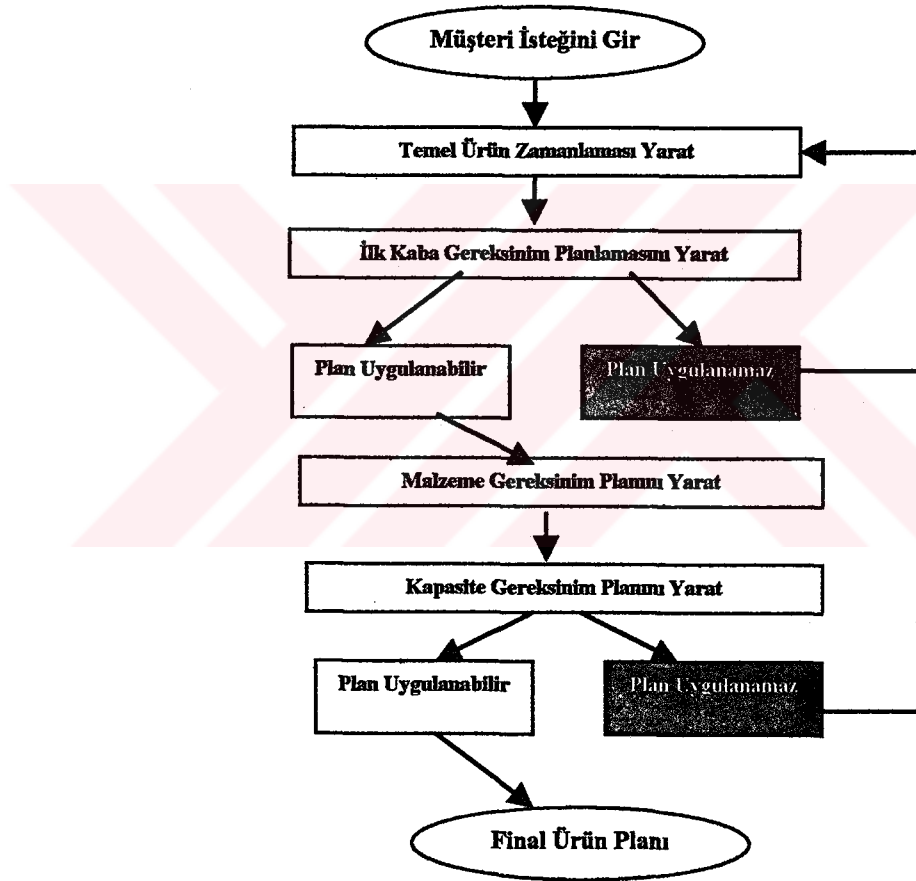 Müşteri İsteğini Gir
Temel Ürün Zamanlaması Yarat
İlk Kaba Gereksinim Planlamasını Yarat
Plan Uygulanabilir
Plan Uygulanamaz
Malzeme Gereksinim Planını Yarat
Kapasite Gereksinim Planını Yarat
Plan Uygulanabilir
Plan Uygulanamaz
Final Ürün Planı